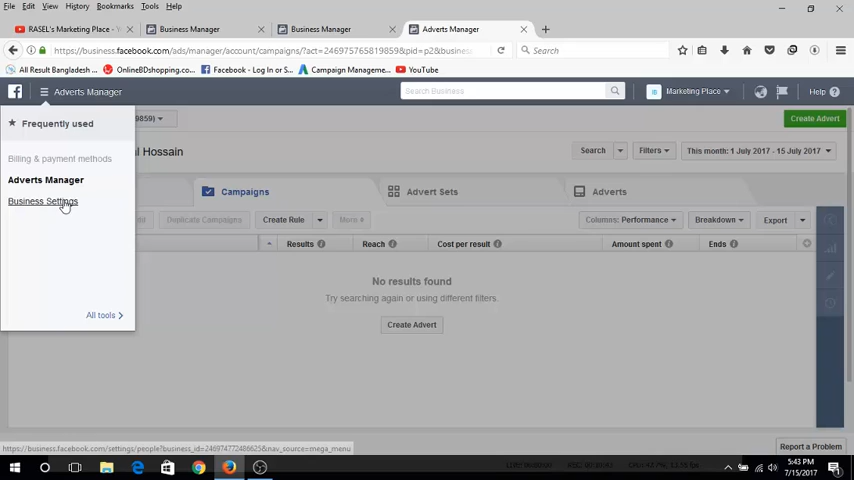 File Edit View History Bookmarks Tools Help
RASEL's Marketing Place - You
Business Manager
Business Manager
Adverts Manager
https://business.facebook.com/ads/manager/account/campaigns/?act=246975765819859&pid=p2&busine
Search
All Result Bangladesh ...
OnlineBDshopping.co...
Facebook - Log In or S...
Campaign Manageme...
YouTube
Adverts Manager
Search Business
Marketing Place
Help
Frequently used
9859)
Create Advert
Hossain
Search
Filters
This month: 1 July 2017 - 15 July 2017
Billing & payment methods
Adverts Manager
Business Settings
Campaigns
Advert Sets
Adverts
Duplicate Campaigns
Create Rule
More
Columns: Performance
Breakdown
Export
Results
Reach
Cost per result
Amount spent
Ends
No results found
Try searching again or using different filters.
Create Advert
All tools
https://business.facebook.com/settings/people?business_id=246974772486625&nav_source=mega_menu
Report a Problem
5:43 PM
7/15/2017